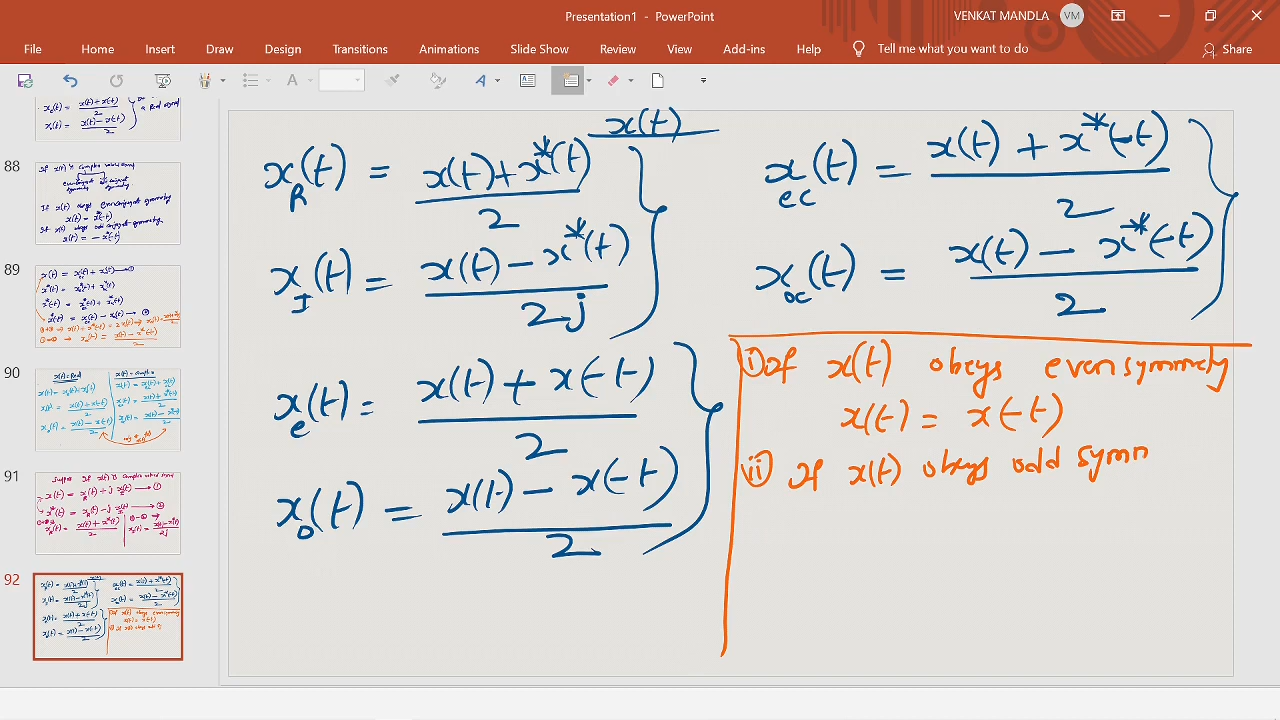 Presentation1 - PowerPoint
VENKAT MANDLA VM
File Home Insert Draw Design Transitions Animations Slide Show Review View Add-ins Help Tell me what you want to do Share
88
89
90
91
92
x(t)
x_R(t) = (x(t) + x*(t)) / 2
x_I(t) = (x(t) - x*(t)) / 2j
x_e(t) = (x(t) + x(-t)) / 2
x_o(t) = (x(t) - x(-t)) / 2
x_ec(t) = (x(t) + x*(-t)) / 2
x_oc(t) = (x(t) - x*(-t)) / 2
i) If x(t) obeys even symmety
x(t) = x(-t)
ii) If x(t) obeys odd symm